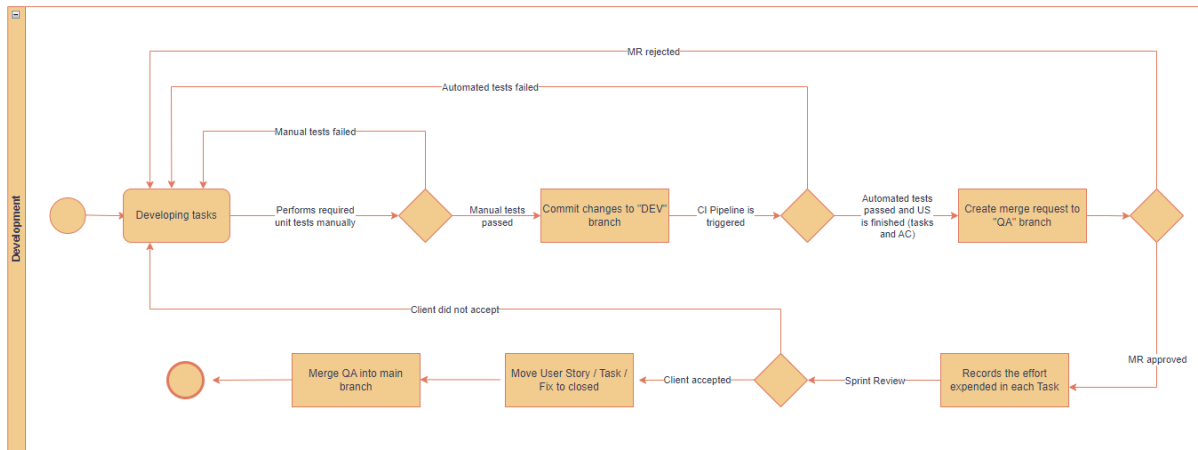 Development
MR rejected
Automated tests failed
Manual tests failed
Developing tasks
Performs required
unit tests manually
Manual tests
passed
Commit changes to "DEV"
branch
CI Pipeline is
triggered
Automated tests
passed and US
is finished (tasks
and AC)
Create merge request to
"QA" branch
Client did not accept
MR approved
Merge QA into main
branch
Move User Story / Task /
Fix to closed
Client accepted
Sprint Review
Records the effort
expended in each Task